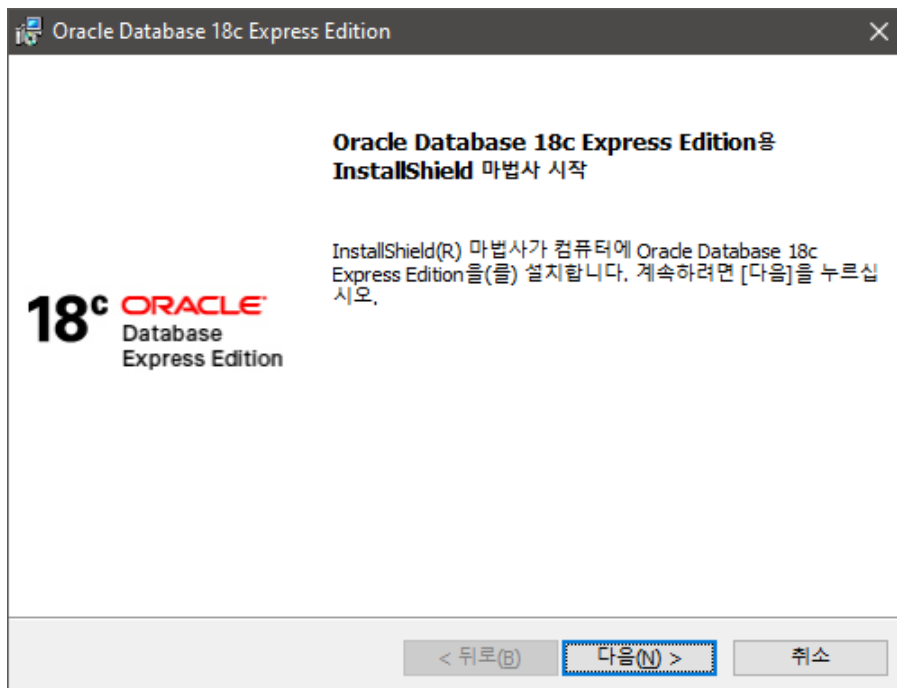 Oracle Database 18c Express Edition
Oracle Database 18c Express Edition용
InstallShield 마법사 시작
InstallShield(R) 마법사가 컴퓨터에 Oracle Database 18c
Express Edition을(를) 설치합니다. 계속하려면 [다음]을 누르십
시오.
18c ORACLE
Database
Express Edition
< 뒤로(B)
다음(N) >
취소